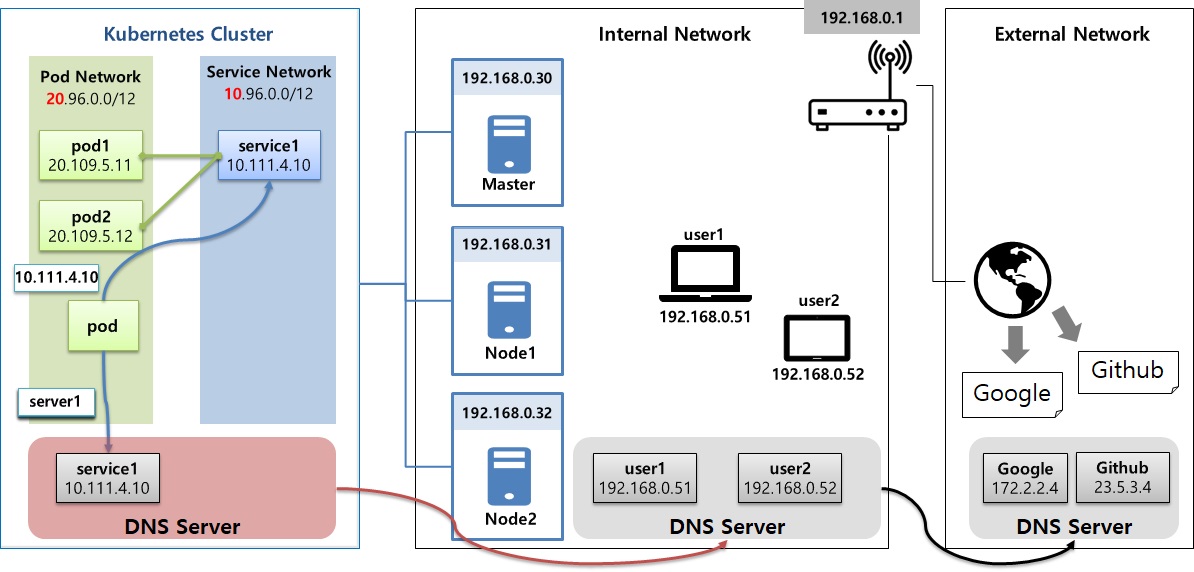 Kubernetes Cluster
Pod Network
20.96.0.0/12
Service Network
10.96.0.0/12
pod1
20.109.5.11
service1
10.111.4.10
pod2
20.109.5.12
10.111.4.10
pod
server1
service1
10.111.4.10
DNS Server
Internal Network
192.168.0.1
192.168.0.30
Master
192.168.0.31
Node1
192.168.0.32
Node2
user1
192.168.0.51
user2
192.168.0.52
user1
192.168.0.51
user2
192.168.0.52
DNS Server
External Network
Google
Github
Google
172.2.2.4
Github
23.5.3.4
DNS Server